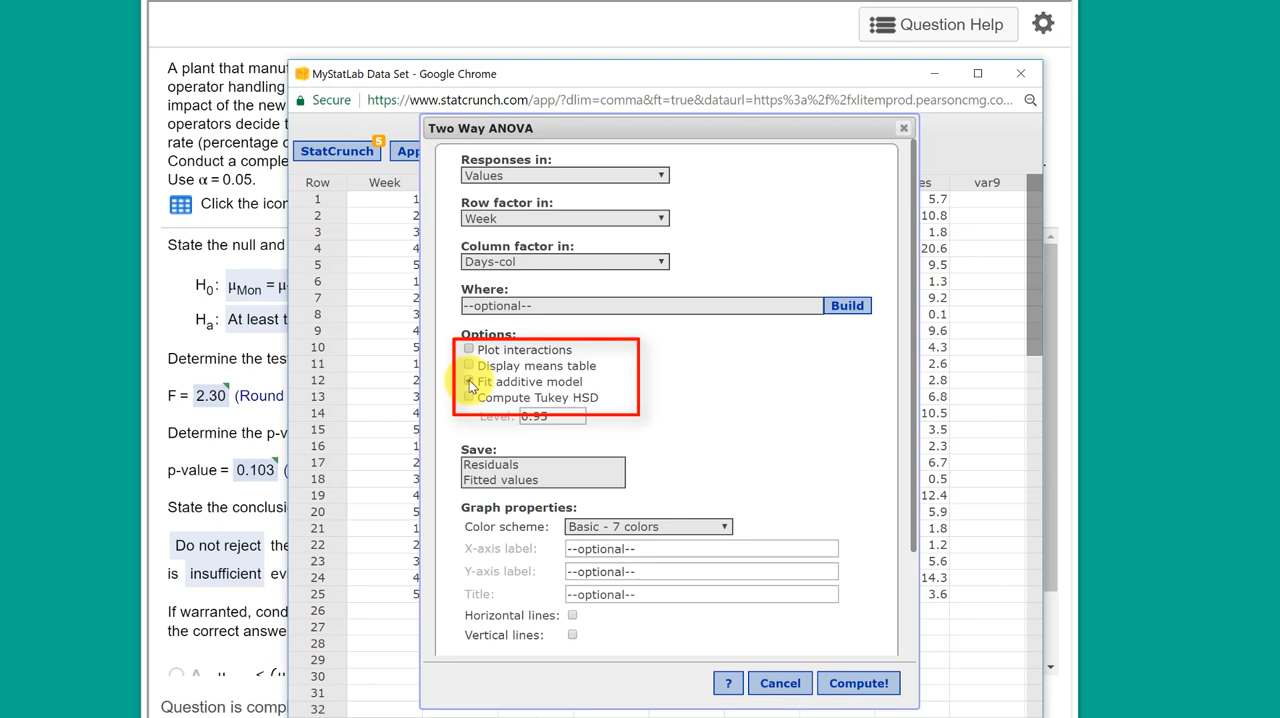 Question Help
A plant that manu
operator handling
impact of the new
operators decide t
rate (percentage c
Conduct a comple
Use α = 0.05.
Click the icon
State the null and
H0: μMon = μ
Ha: At least t
Determine the test
F = 2.30 (Round
Determine the p-v
p-value = 0.103 (
State the conclusi
Do not reject the
is insufficient ev
If warranted, cond
the correct answe
Question is comp
MyStatLab Data Set - Google Chrome
Secure https://www.statcrunch.com/app/?dlim=comma&ft=true&dataurl=https%3a%2f%2fxlitemprod.pearsoncmg.co...
StatCrunch 5 App
Row Week es var9
1 1 5.7
2 2 10.8
3 3 1.8
4 4 20.6
5 5 9.5
6 1 1.3
7 2 9.2
8 3 0.1
9 4 9.6
10 5 4.3
11 1 2.6
12 2 2.8
13 3 6.8
14 4 10.5
15 5 3.5
16 1 2.3
17 2 6.7
18 3 0.5
19 4 12.4
20 5 5.9
21 1 1.8
22 2 1.2
23 3 5.6
24 4 14.3
25 5 3.6
26
27
28
29
30
31
32
Two Way ANOVA
Responses in:
Values
Row factor in:
Week
Column factor in:
Days-col
Where:
--optional-- Build
Options:
Plot interactions
Display means table
Fit additive model
Compute Tukey HSD
Level: 0.95
Save:
Residuals
Fitted values
Graph properties:
Color scheme: Basic - 7 colors
X-axis label: --optional--
Y-axis label: --optional--
Title: --optional--
Horizontal lines:
Vertical lines:
? Cancel Compute!